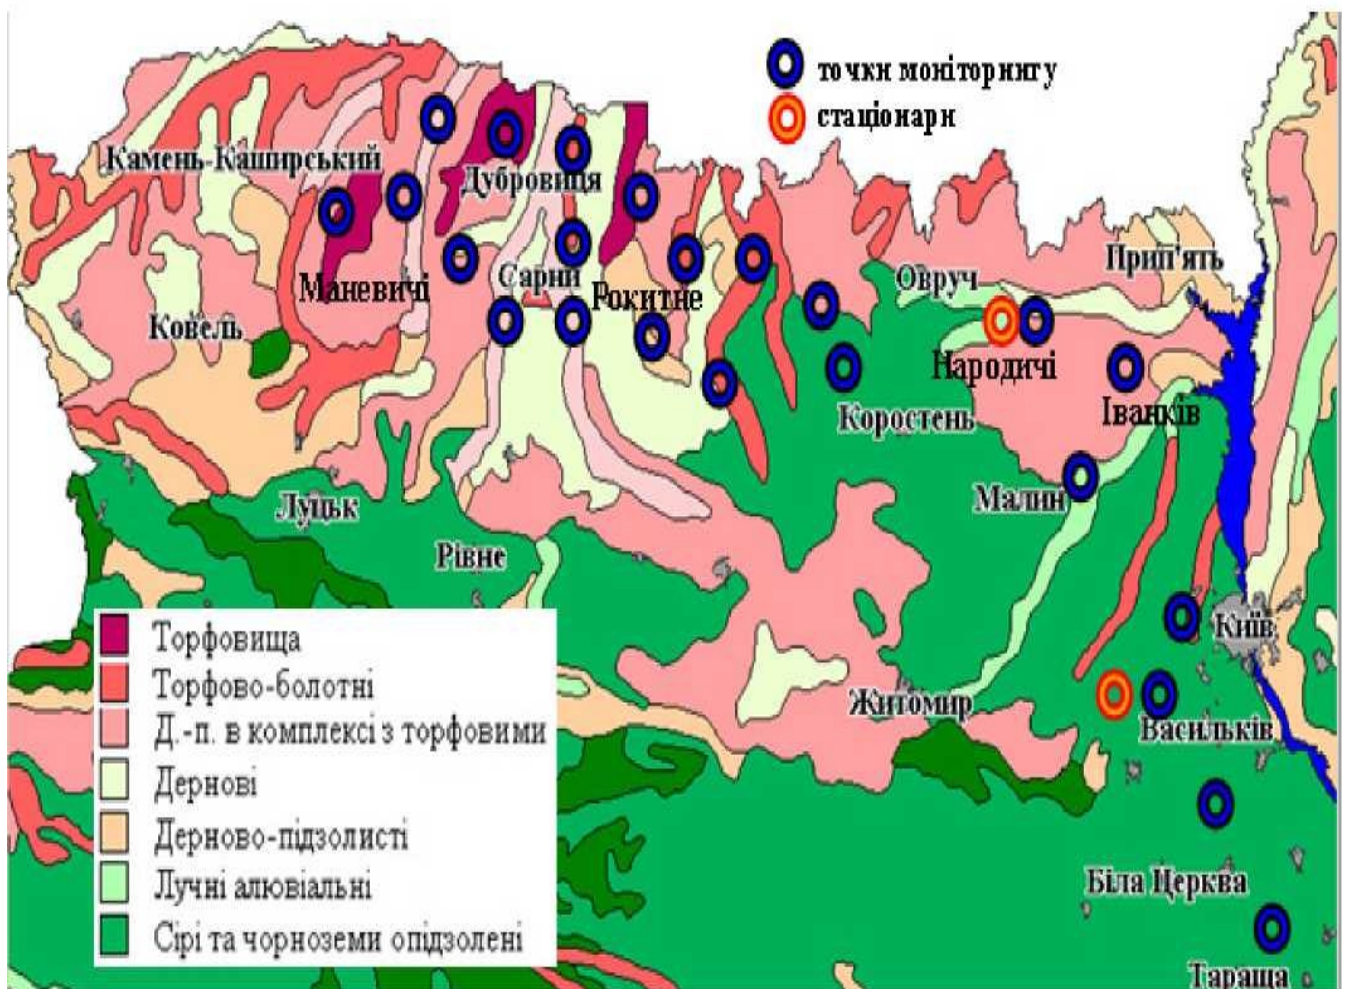 точки моніторингу
стаціонари
Камень-Каширський
Дубровиця
Маневичі
Сарни
Рокитне
Ковель
Овруч
Прип'ять
Народичі
Іванків
Коростень
Малин
Луцьк
Рівне
Київ
Житомир
Васильків
Біла Церква
Тараща
Торфовища
Торфово-болотні
Д.-п. в комплексі з торфовими
Дернові
Дерново-підзолисті
Лучні алювіальні
Сірі та чорноземи опідзолені